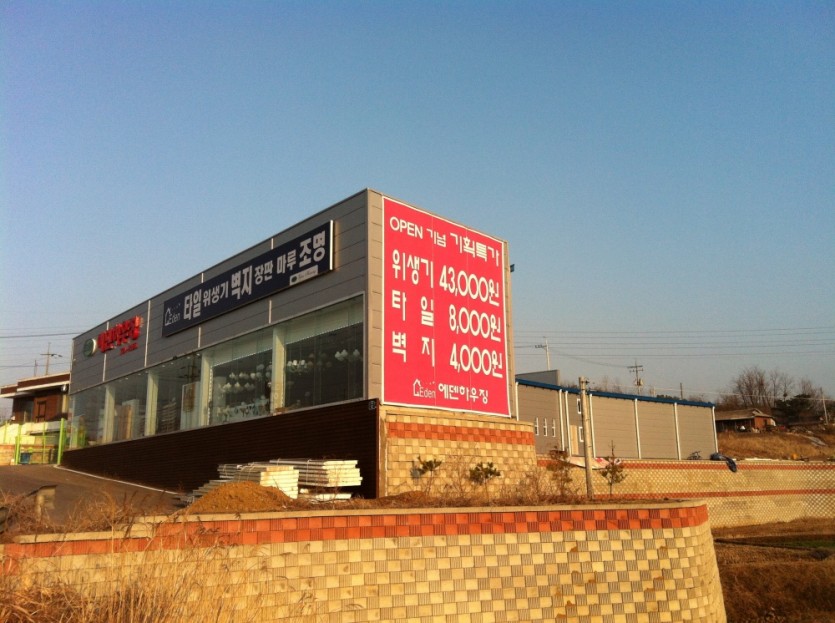 Eden 타일 위생기 벽지 장판 마루 조명
OPEN 기념 기획특가
위생기 43,000원
타일 8,000원
벽지 4,000원
Eden 에덴하우징